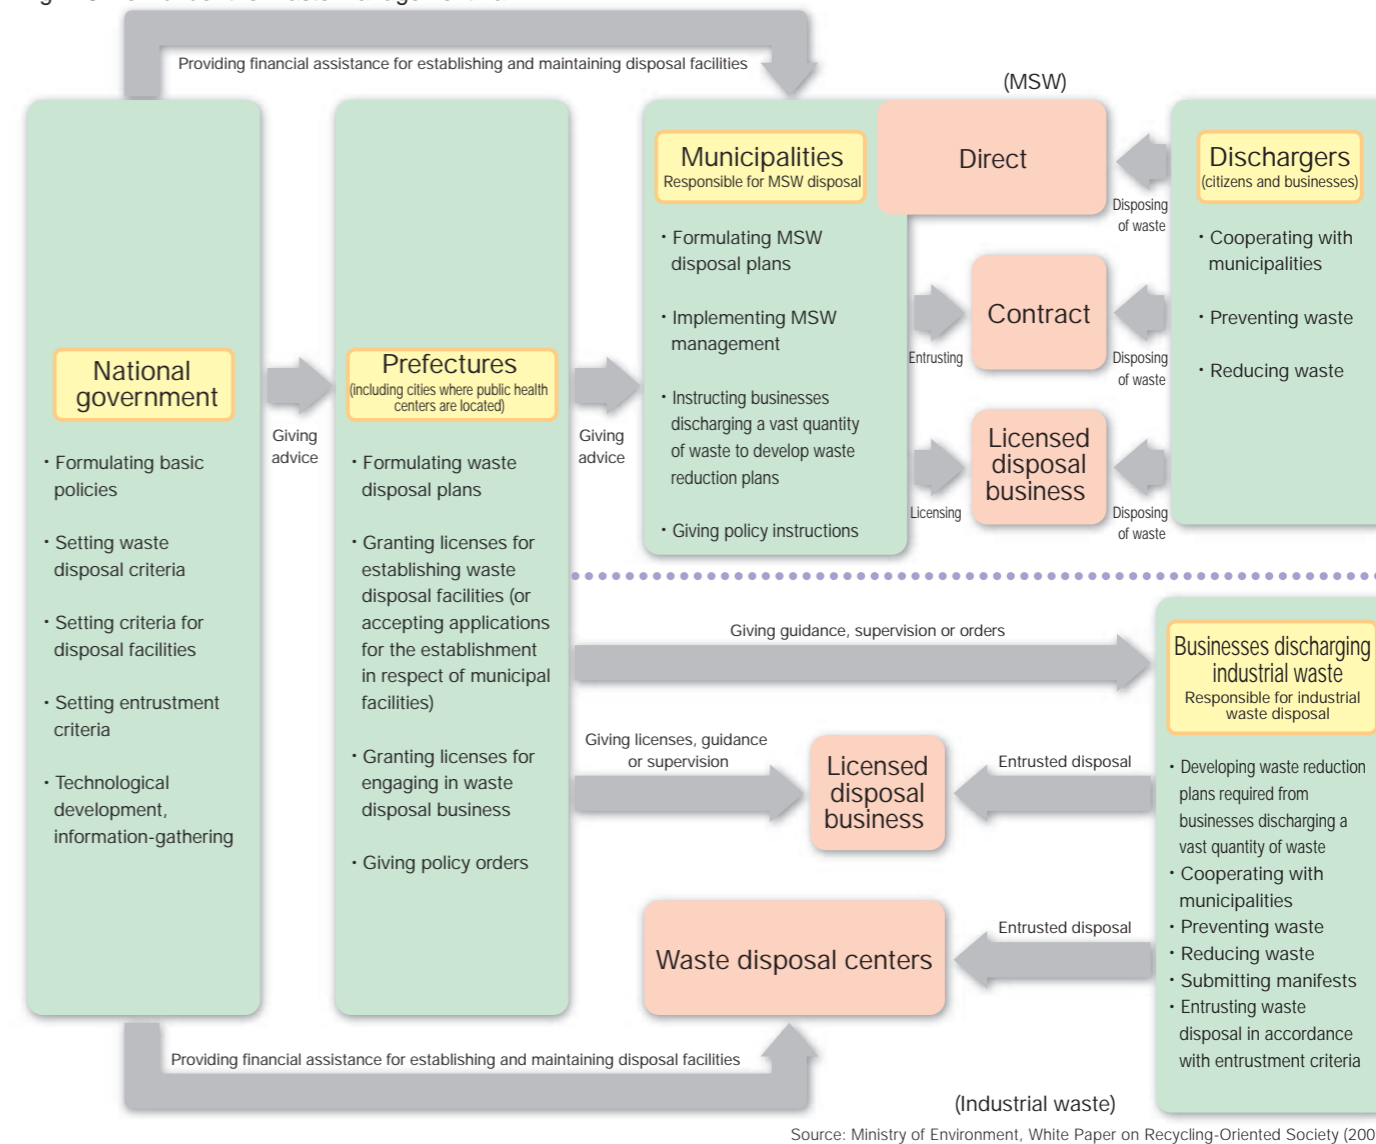 Providing financial assistance for establishing and maintaining disposal facilities
(MSW)
National
government
・Formulating basic
policies
・Setting waste
disposal criteria
・Setting criteria for
disposal facilities
・Setting entrustment
criteria
・Technological
development,
information-gathering
Giving
advice
Prefectures
(including cities where public health
centers are located)
・Formulating waste
disposal plans
・Granting licenses for
establishing waste
disposal facilities (or
accepting applications
for the establishment
in respect of municipal
facilities)
・Granting licenses for
engaging in waste
disposal business
・Giving policy orders
Giving
advice
Municipalities
Responsible for MSW disposal
・Formulating MSW
disposal plans
・Implementing MSW
management
・Instructing businesses
discharging a vast quantity
of waste to develop waste
reduction plans
・Giving policy instructions
Direct
Disposing
of waste
Entrusting
Contract
Disposing
of waste
Licensing
Licensed
disposal
business
Disposing
of waste
Dischargers
(citizens and businesses)
・Cooperating with
municipalities
・Preventing waste
・Reducing waste
Giving guidance, supervision or orders
Giving licenses, guidance
or supervision
Licensed
disposal
business
Entrusted disposal
Waste disposal centers
Entrusted disposal
Businesses discharging
industrial waste
Responsible for industrial
waste disposal
・Developing waste reduction
plans required from
businesses discharging a
vast quantity of waste
・Cooperating with
municipalities
・Preventing waste
・Reducing waste
・Submitting manifests
・Entrusting waste
disposal in accordance
with entrustment criteria
Providing financial assistance for establishing and maintaining disposal facilities
(Industrial waste)
Source: Ministry of Environment, White Paper on Recycling-Oriented Society (200